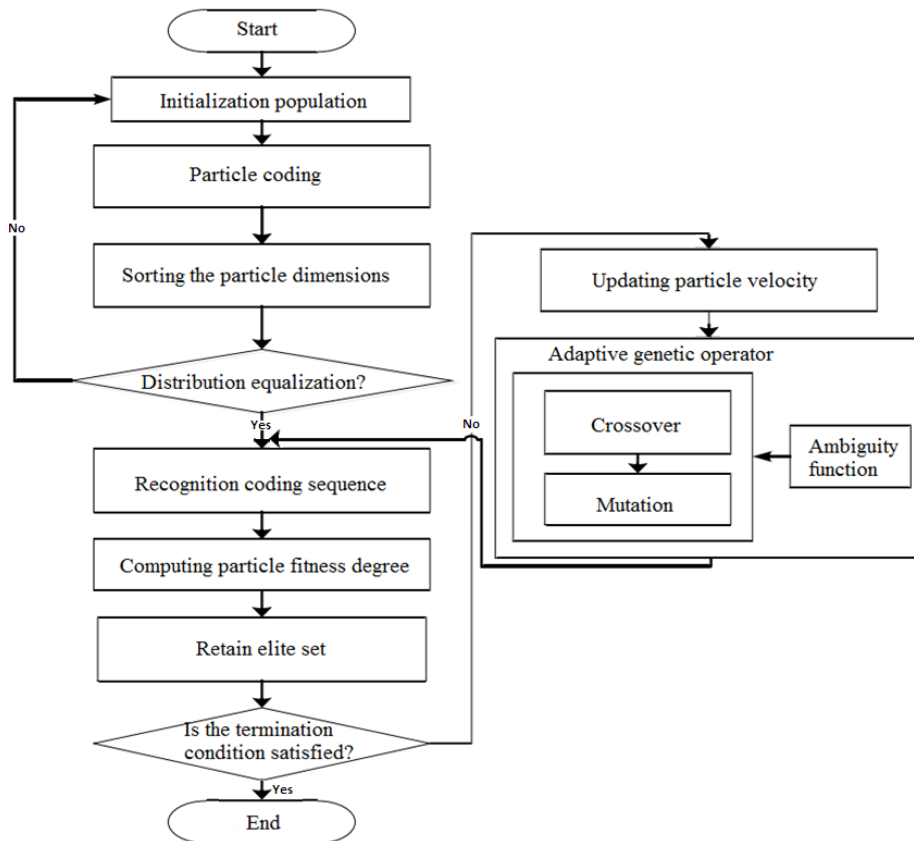 Start
Initialization population
Particle coding
No
Sorting the particle dimensions
Updating particle velocity
Adaptive genetic operator
Distribution equalization?
Yes
No
Crossover
Ambiguity
function
Recognition coding sequence
Mutation
Computing particle fitness degree
Retain elite set
Is the termination
condition satisfied?
Yes
End